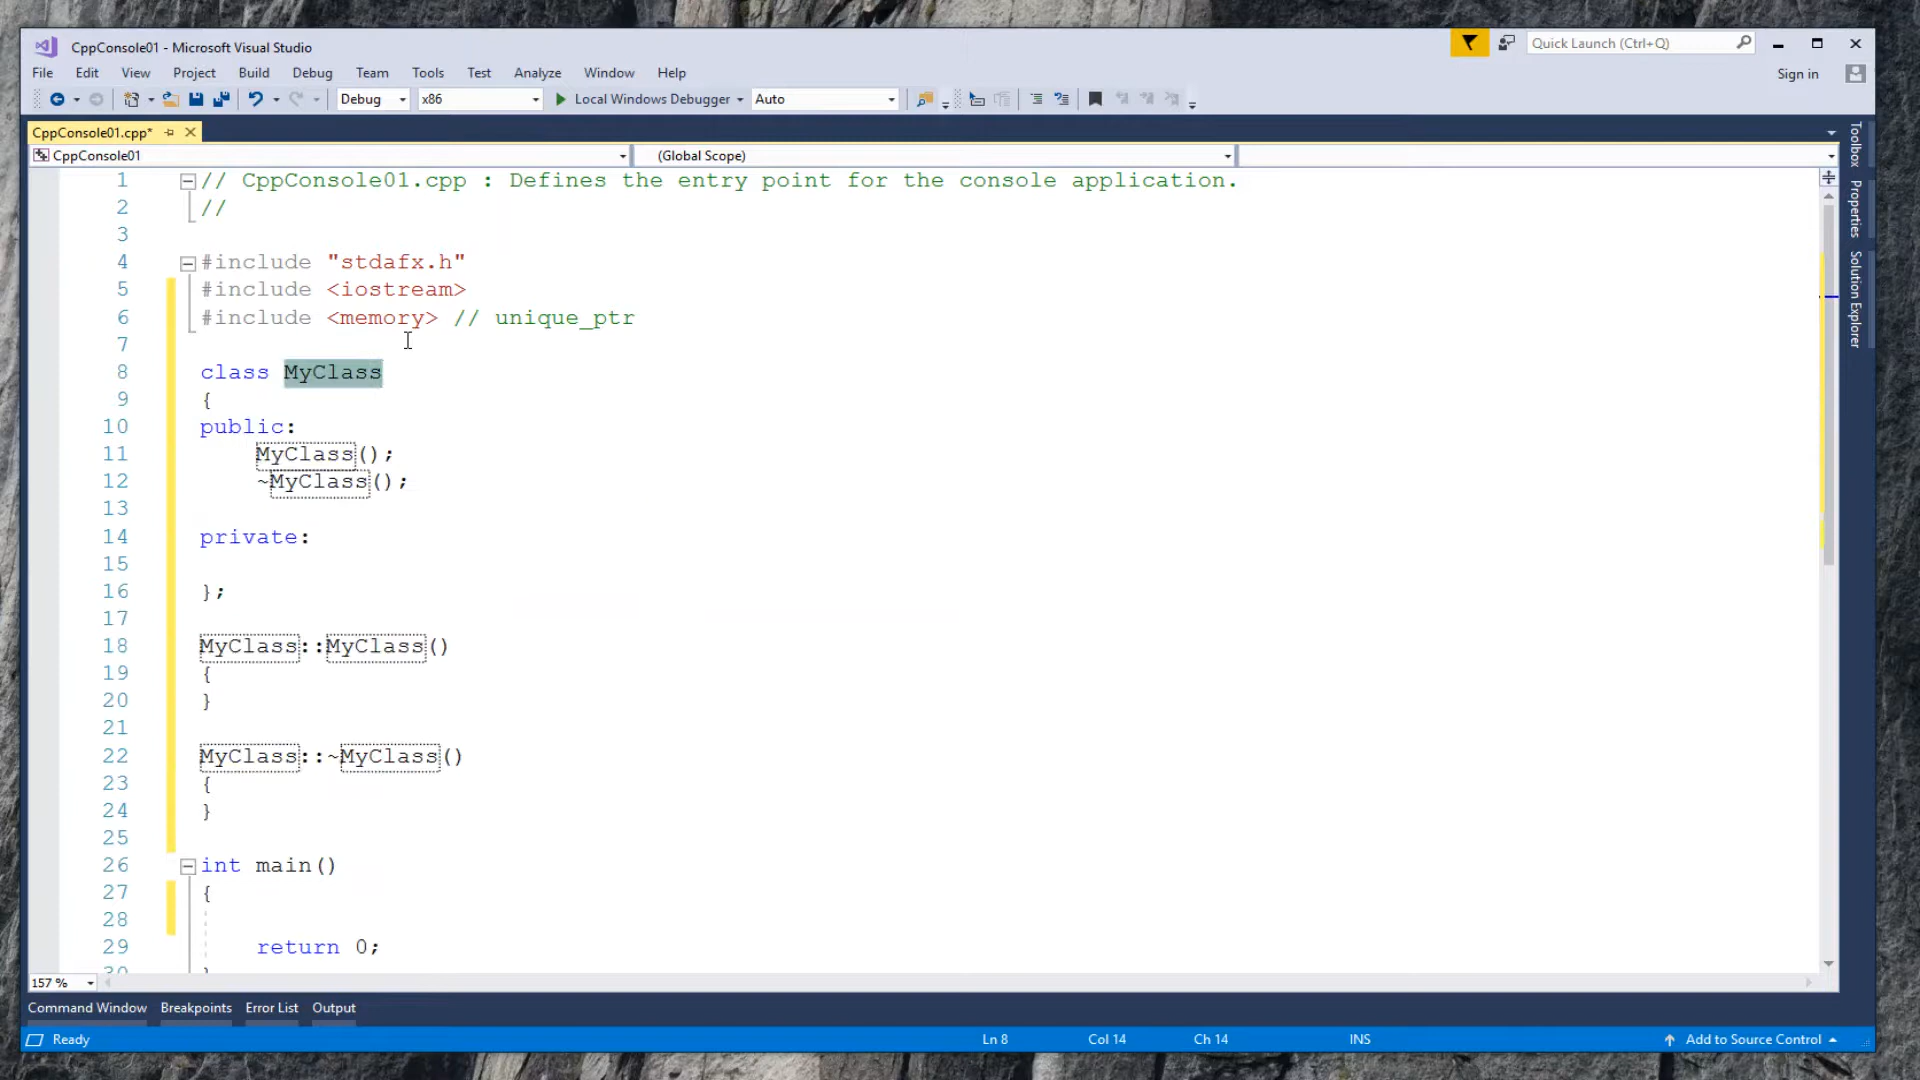 CppConsole01 - Microsoft Visual Studio
Quick Launch (Ctrl+Q)
File Edit View Project Build Debug Team Tools Test Analyze Window Help
Sign in
Debug x86 Local Windows Debugger Auto
CppConsole01.cpp*
CppConsole01 (Global Scope)
1 // CppConsole01.cpp : Defines the entry point for the console application.
2 //
3
4 #include "stdafx.h"
5 #include <iostream>
6 #include <memory> // unique_ptr
7
8 class MyClass
9 {
10 public:
11 MyClass();
12 ~MyClass();
13
14 private:
15
16 };
17
18 MyClass::MyClass()
19 {
20 }
21
22 MyClass::~MyClass()
23 {
24 }
25
26 int main()
27 {
28
29 return 0;
30 }
Toolbox
Properties
Solution Explorer
157 %
Command Window Breakpoints Error List Output
Ready Ln 8 Col 14 Ch 14 INS Add to Source Control